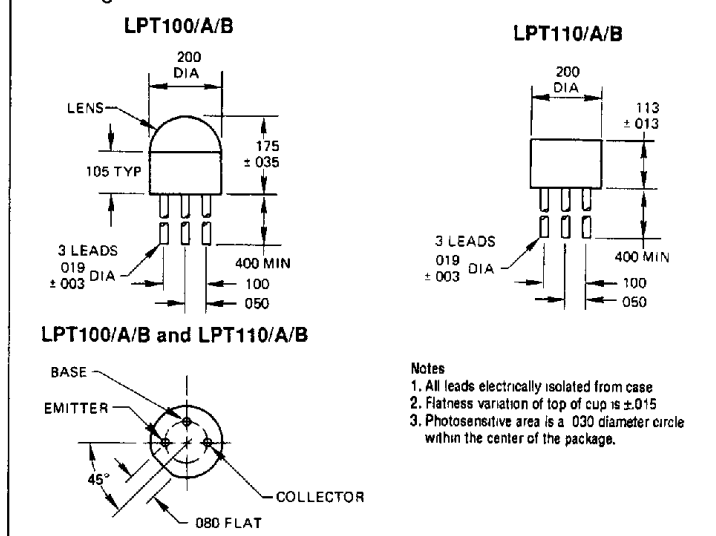 LPT100/A/B
200
DIA
LENS
175
± 035
105 TYP
3 LEADS
019
± 003 DIA
400 MIN
100
050
LPT110/A/B
200
DIA
113
± 013
3 LEADS
019
± 003 DIA
400 MIN
100
050
LPT100/A/B and LPT110/A/B
BASE
EMITTER
45°
COLLECTOR
080 FLAT
Notes
1. All leads electrically isolated from case
2. Flatness variation of top of cup is ±.015
3. Photosensitive area is a 030 diameter circle
within the center of the package.